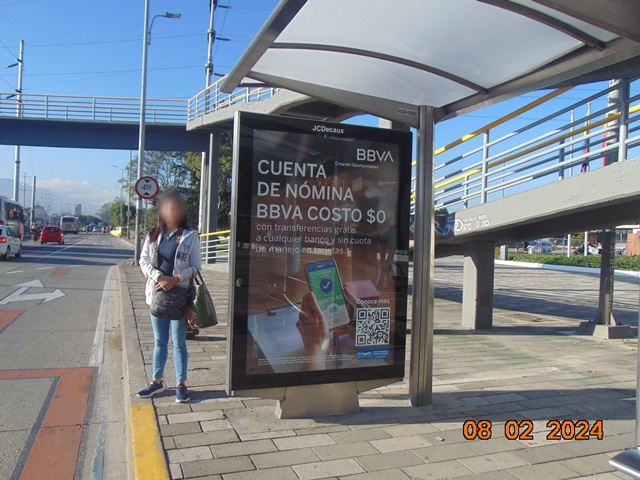 JCDecaux
BBVA
Creando Oportunidades
CUENTA
DE NÓMINA
BBVA COSTO $0
con transferencias gratis
a cualquier banco y sin cuota
de manejo en tarjetas.
Conoce más
08 02 2024